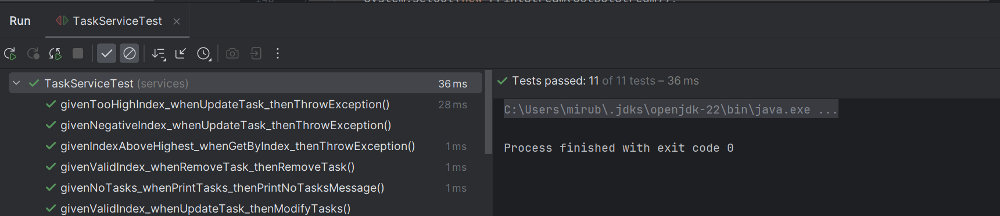 Run TaskServiceTest
TaskServiceTest (services) 36 ms
givenTooHighIndex_whenUpdateTask_thenThrowException() 28 ms
givenNegativeIndex_whenUpdateTask_thenThrowException()
givenIndexAboveHighest_whenGetByIndex_thenThrowException() 1 ms
givenValidIndex_whenRemoveTask_thenRemoveTask() 1 ms
givenNoTasks_whenPrintTasks_thenPrintNoTasksMessage() 1 ms
givenValidIndex_whenUpdateTask_thenModifyTasks()
Tests passed: 11 of 11 tests – 36 ms
C:\Users\mirub\.jdks\openjdk-22\bin\java.exe ...
Process finished with exit code 0